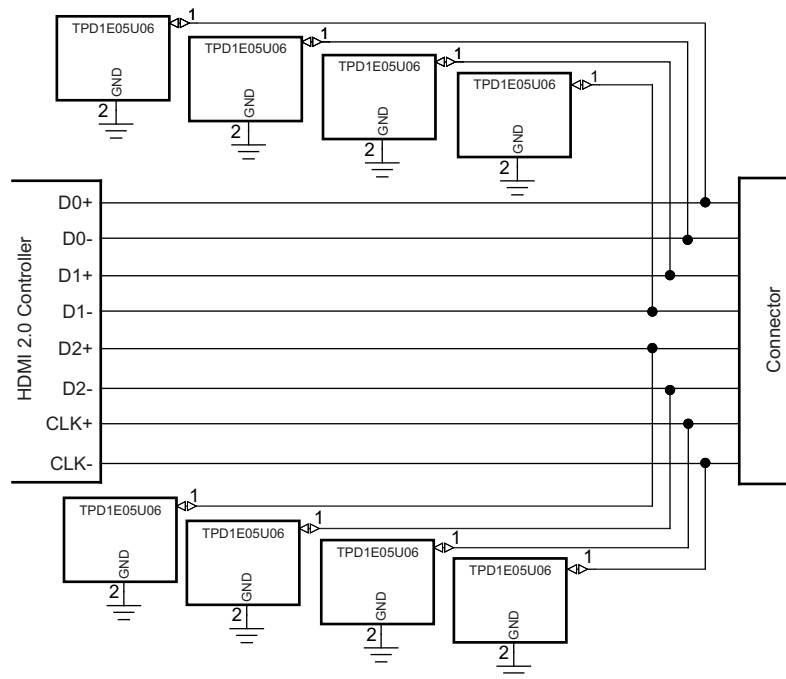 TPD1E05U06
1
GND
2
TPD1E05U06
1
GND
2
TPD1E05U06
1
GND
2
TPD1E05U06
1
GND
2
HDMI 2.0 Controller
D0+
D0-
D1+
D1-
D2+
D2-
CLK+
CLK-
Connector
TPD1E05U06
1
GND
2
TPD1E05U06
1
GND
2
TPD1E05U06
1
GND
2
TPD1E05U06
1
GND
2